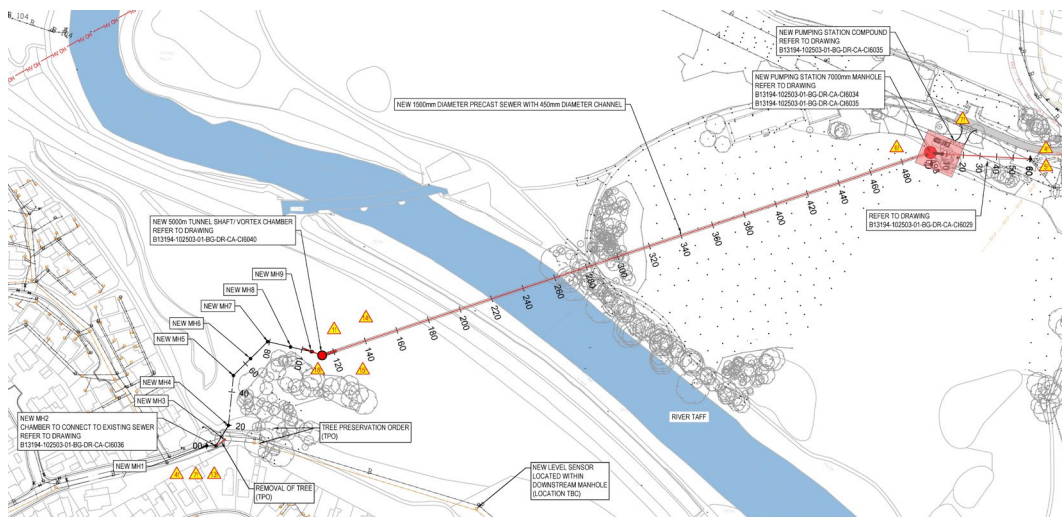 B 104
HV OH
NEW PUMPING STATION COMPOUND
REFER TO DRAWING
B13194-102503-01-BG-DR-CA-CI6035
NEW PUMPING STATION 7000mm MANHOLE
REFER TO DRAWING
B13194-102503-01-BG-DR-CA-CI6034
B13194-102503-01-BG-DR-CA-CI6035
NEW 1500mm DIAMETER PRECAST SEWER WITH 450mm DIAMETER CHANNEL
REFER TO DRAWING
B13194-102503-01-BG-DR-CA-CI6029
NEW 5000m TUNNEL SHAFT/ VORTEX CHAMBER
REFER TO DRAWING
B13194-102503-01-BG-DR-CA-CI6040
NEW MH9
NEW MH8
NEW MH7
NEW MH6
NEW MH5
NEW MH4
NEW MH3
NEW MH2
CHAMBER TO CONNECT TO EXISTING SEWER
REFER TO DRAWING
B13194-102503-01-BG-DR-CA-CI6036
NEW MH1
REMOVAL OF TREE
(TPO)
TREE PRESERVATION ORDER
(TPO)
NEW LEVEL SENSOR
LOCATED WITHIN
DOWNSTREAM MANHOLE
(LOCATION TBC)
RIVER TAFF
00
20
40
60
80
100
120
140
160
180
200
220
240
260
280
300
320
340
360
380
400
420
440
460
480
20
30
40
50
60